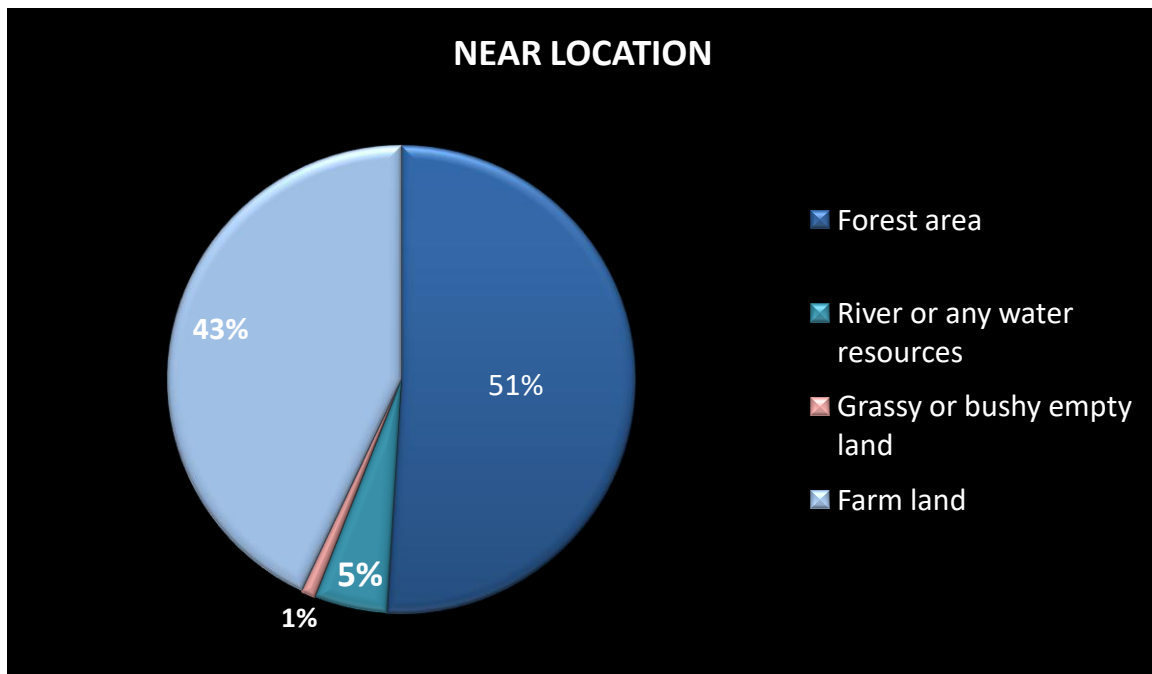 NEAR LOCATION
43%
51%
5%
1%
Forest area
River or any water
resources
Grassy or bushy empty
land
Farm land